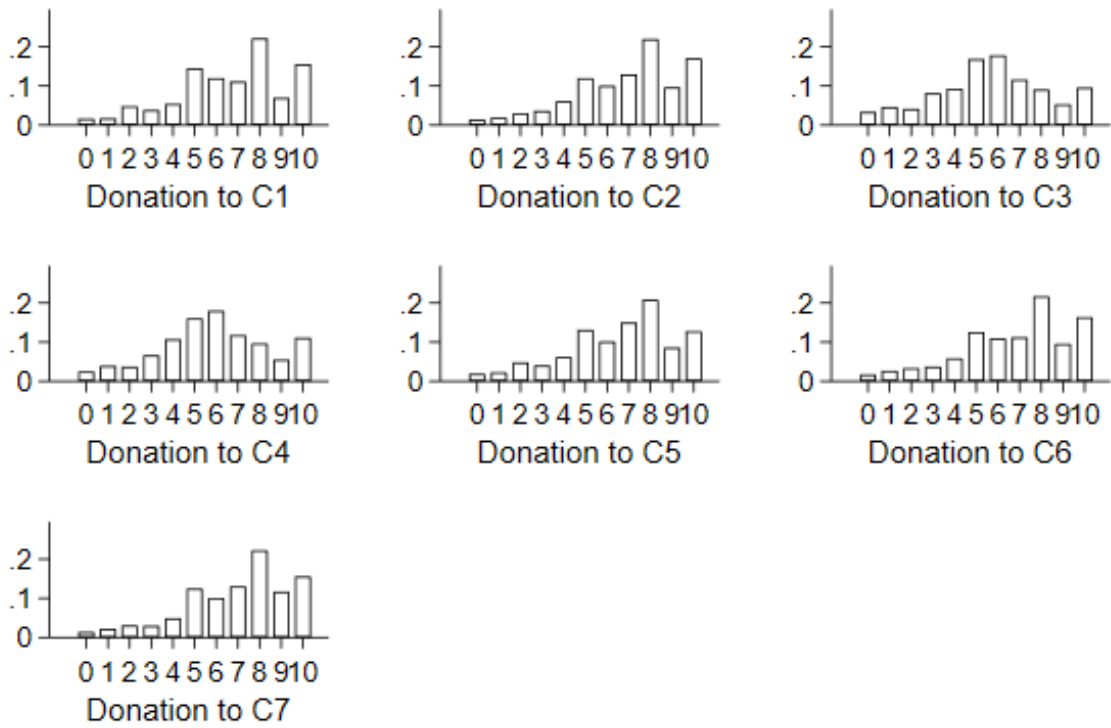 .2 .2 .2
.1 .1 .1
0 0 0
0 1 2 3 4 5 6 7 8 9 10 0 1 2 3 4 5 6 7 8 9 10 0 1 2 3 4 5 6 7 8 9 10
Donation to C1 Donation to C2 Donation to C3
.2 .2 .2
.1 .1 .1
0 0 0
0 1 2 3 4 5 6 7 8 9 10 0 1 2 3 4 5 6 7 8 9 10 0 1 2 3 4 5 6 7 8 9 10
Donation to C4 Donation to C5 Donation to C6
.2
.1
0
0 1 2 3 4 5 6 7 8 9 10
Donation to C7